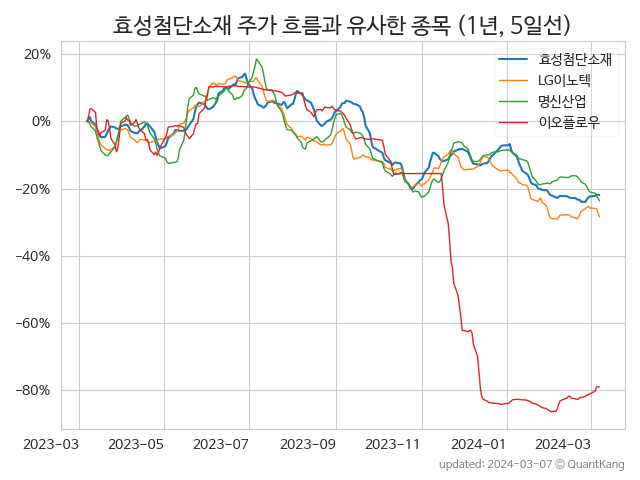 효성첨단소재 주가 흐름과 유사한 종목 (1년, 5일선)
효성첨단소재
LG이노텍
명신산업
이오플로우
20%
0%
−20%
−40%
−60%
−80%
2023-03 2023-05 2023-07 2023-09 2023-11 2024-01 2024-03
updated: 2024-03-07 © QuantKang